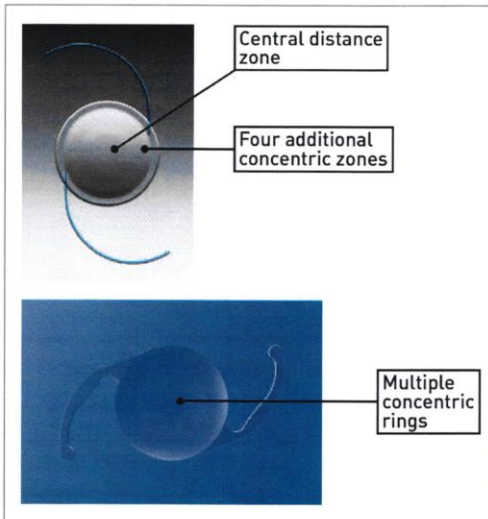 Central distance
zone
Four additional
concentric zones
Multiple
concentric
rings